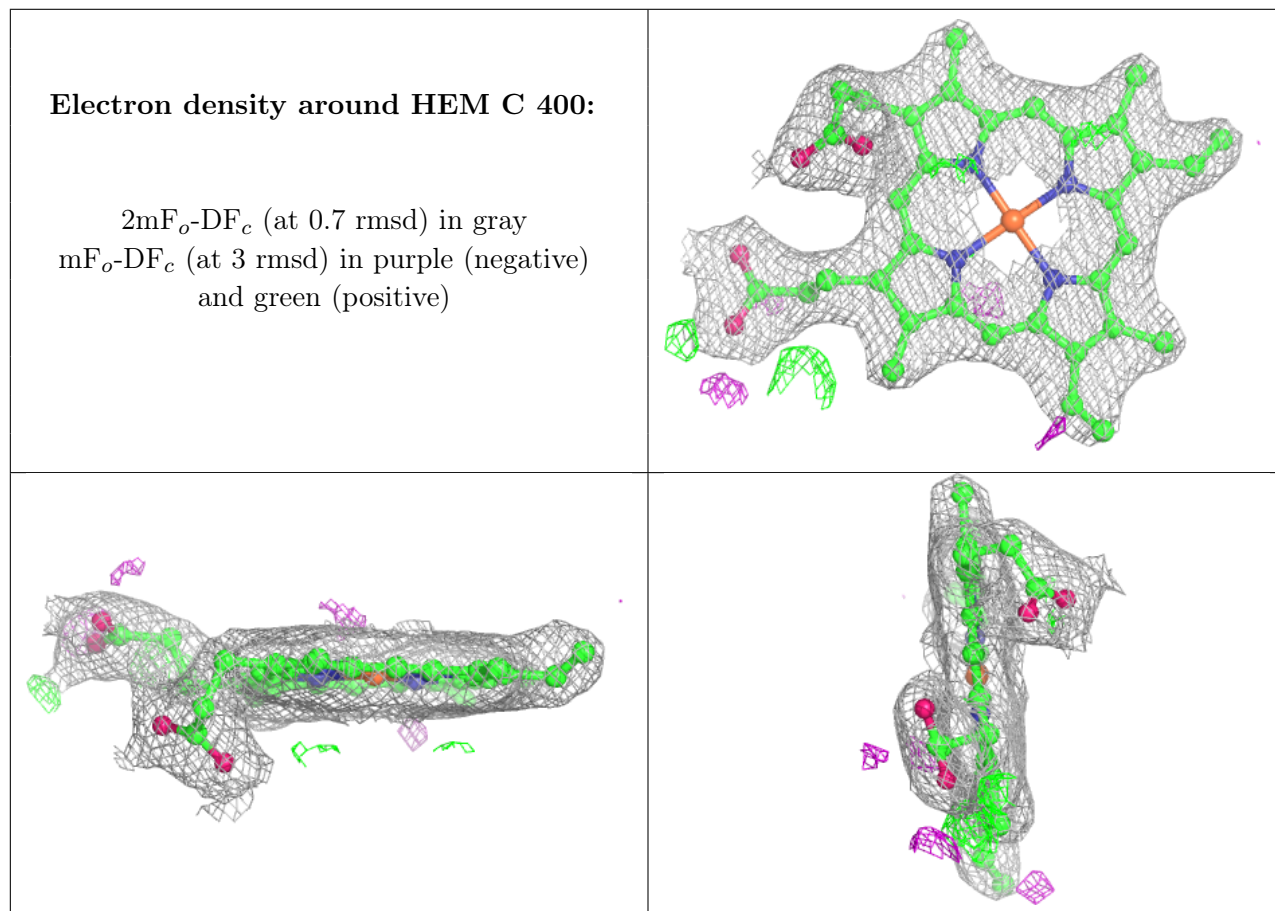 Electron density around HEM C 400:
2mFₒ-DF𝒸 (at 0.7 rmsd) in gray
mFₒ-DF𝒸 (at 3 rmsd) in purple (negative)
and green (positive)